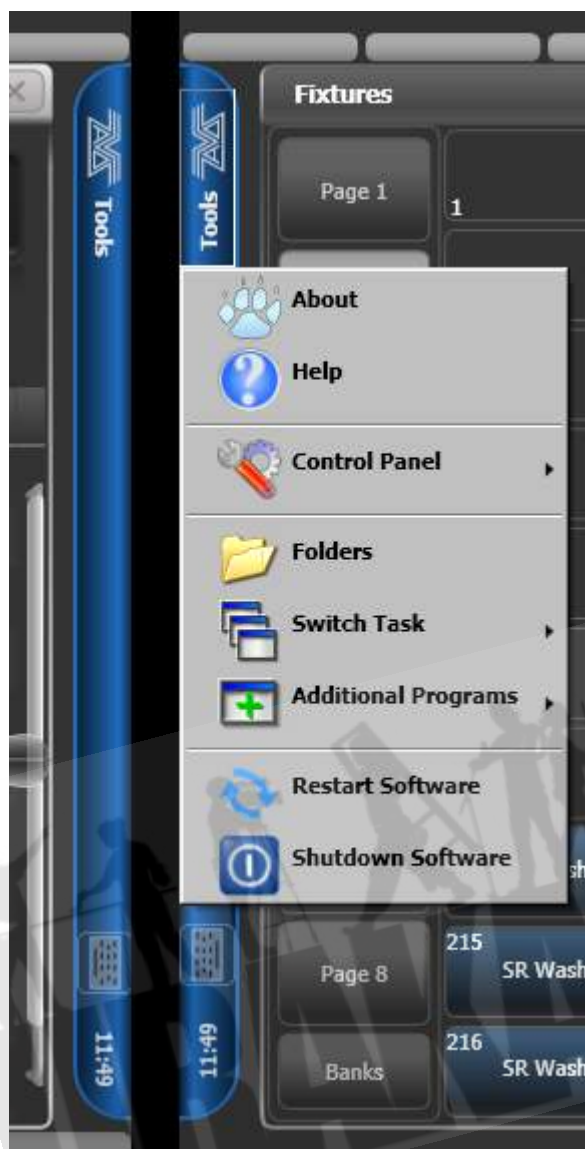 Tools
11:49
Tools
11:49
Fixtures
Page 1
1
About
Help
Control Panel
Folders
Switch Task
Additional Programs
Restart Software
Shutdown Software
Page 8
215
SR Wash
Banks
216
SR Wash